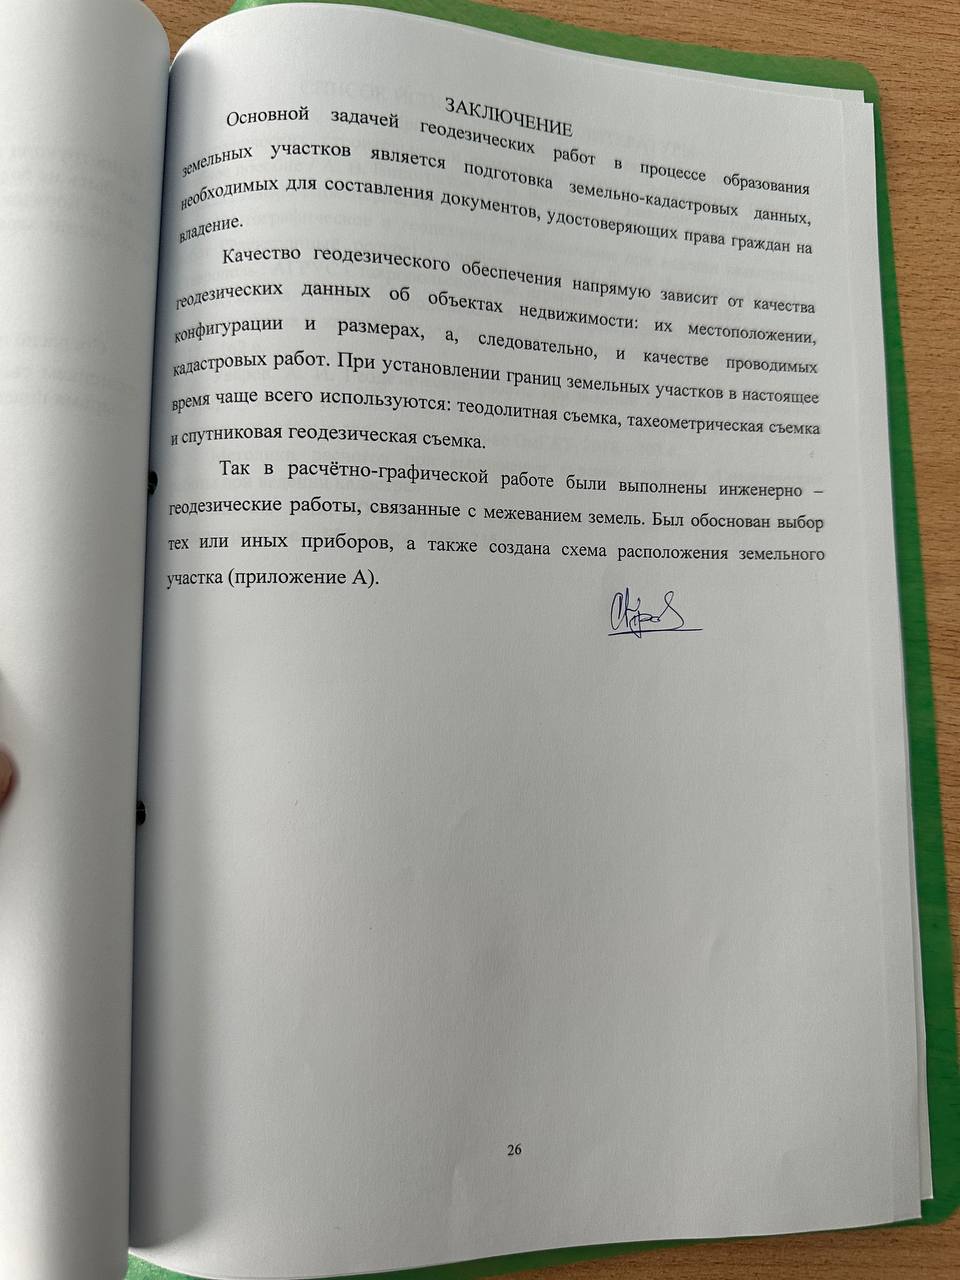 ЗАКЛЮЧЕНИЕ
Основной задачей геодезических работ в процессе образования
земельных участков является подготовка земельно-кадастровых данных,
необходимых для составления документов, удостоверяющих права граждан на
владение.
Качество геодезического обеспечения напрямую зависит от качества
геодезических данных об объектах недвижимости: их местоположении,
конфигурации и размерах, а, следовательно, и качестве проводимых
кадастровых работ. При установлении границ земельных участков в настоящее
время чаще всего используются: теодолитная съемка, тахеометрическая съемка
и спутниковая геодезическая съемка.
Так в расчётно-графической работе были выполнены инженерно –
геодезические работы, связанные с межеванием земель. Был обоснован выбор
тех или иных приборов, а также создана схема расположения земельного
участка (приложение А).
26